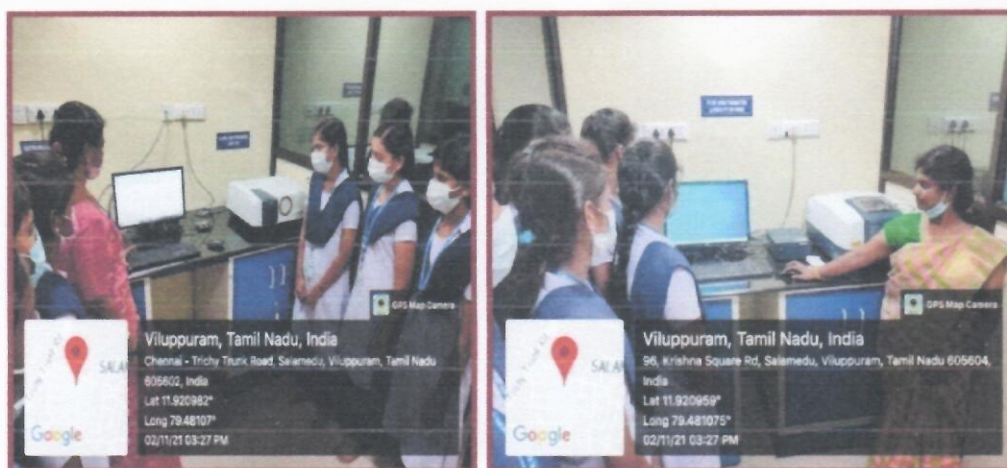 GPS Map Camera
Viluppuram, Tamil Nadu, India
Chennai - Trichy Trunk Road, Salamedu, Viluppuram, Tamil Nadu
605602, India
Lat 11.920982°
Long 79.48107°
02/11/21 03:27 PM
Google
GPS Map Camera
Viluppuram, Tamil Nadu, India
96, Krishna Square Rd, Salamedu, Viluppuram, Tamil Nadu 605604,
India
Lat 11.920959°
Long 79.481075°
02/11/21 03:27 PM
Google